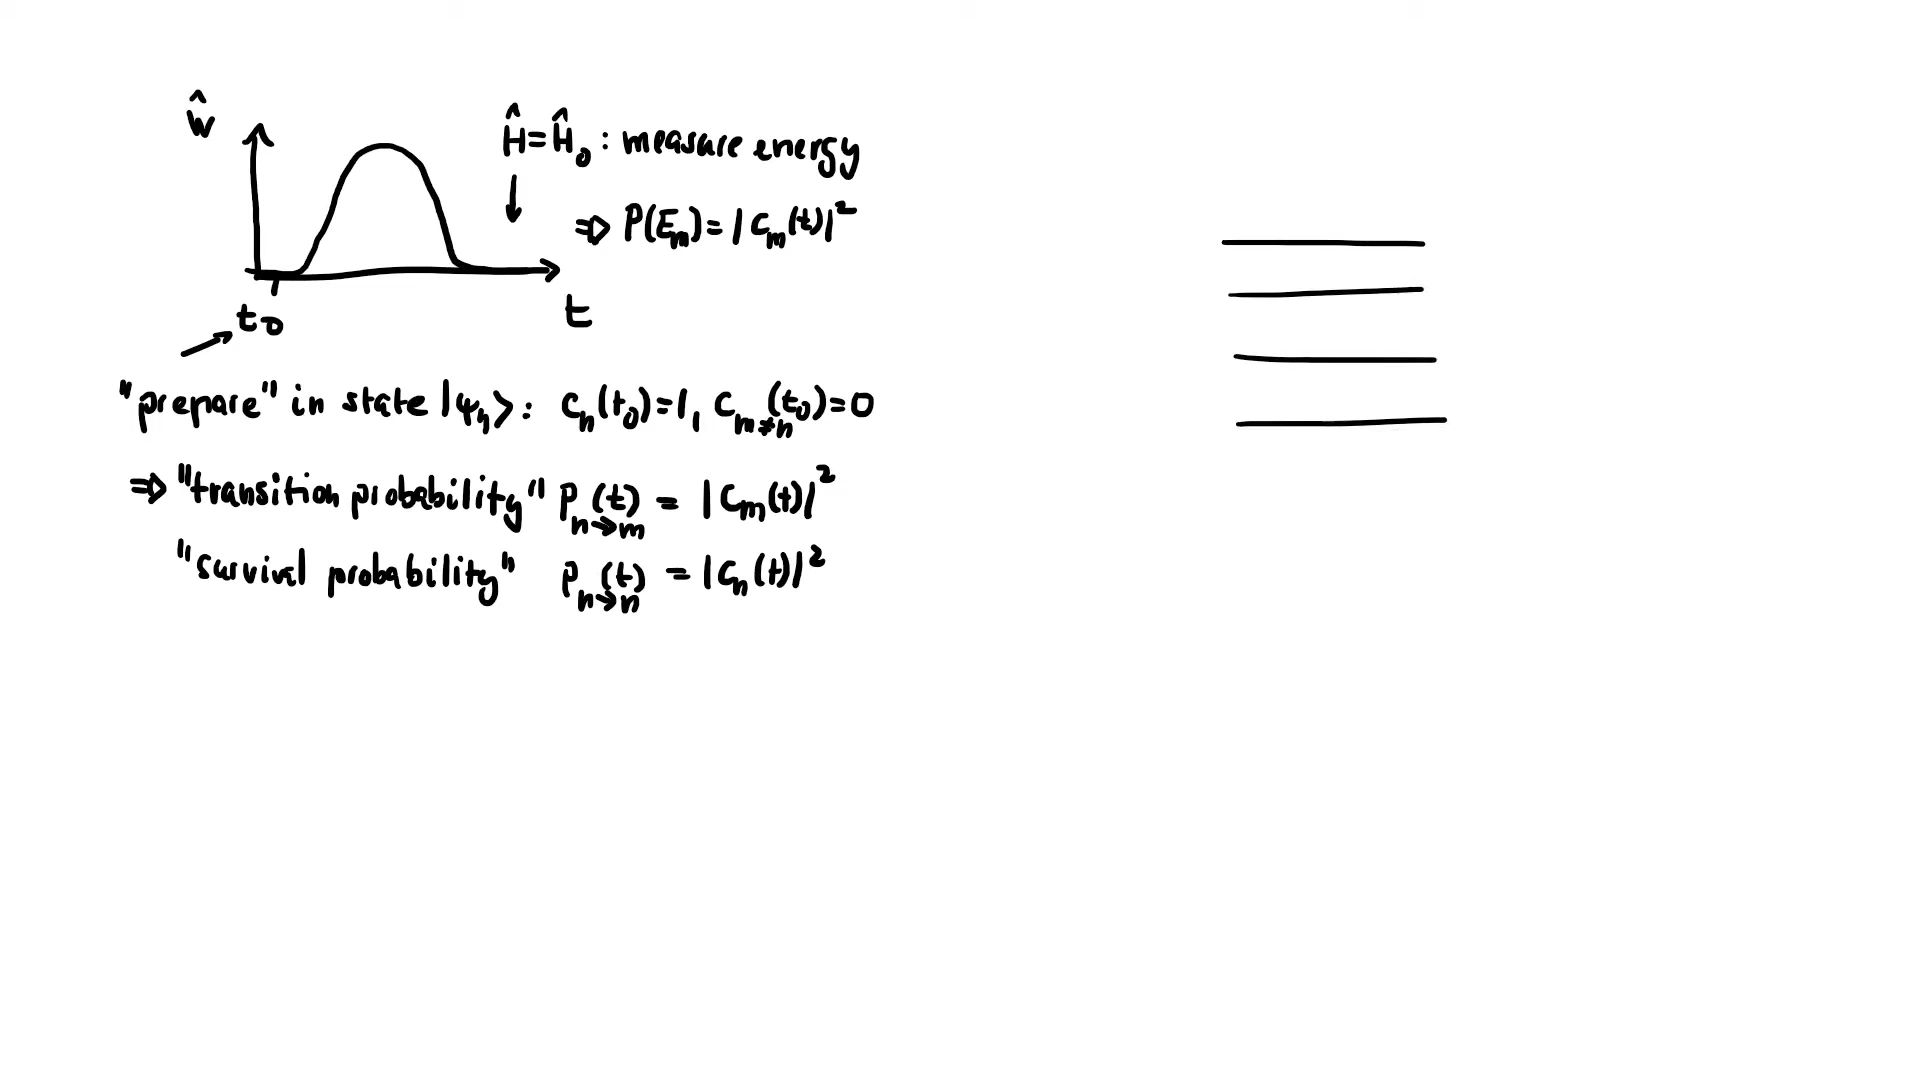 Ŵ
Ĥ=Ĥ₀ : measure energy
⇒ P(Eₘ) = |Cₘ(t)|²
t₀
t
"prepare" in state |ψₙ⟩ : cₙ(t₀)=1, cₘ≠ₙ(t₀)=0
⇒ "transition probability" Pₙ→ₘ(t) = |Cₘ(t)|²
"survival probability" Pₙ→ₙ(t) = |Cₙ(t)|²